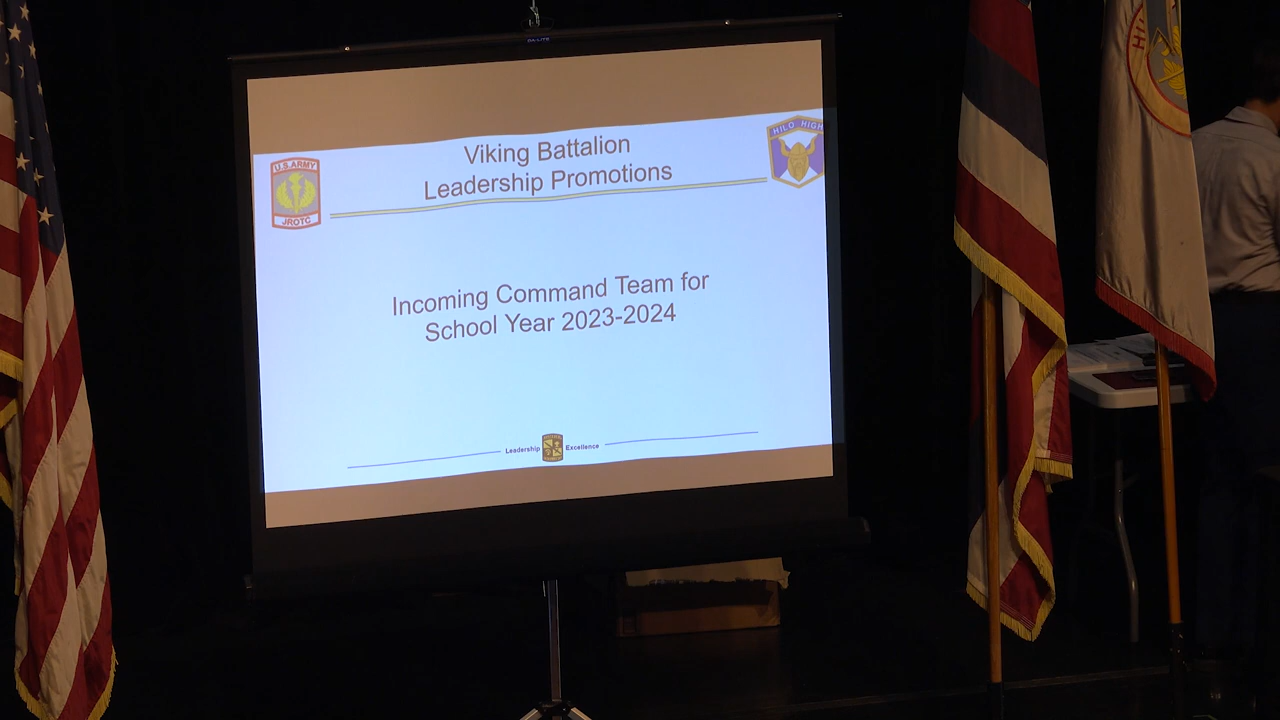 Viking Battalion
Leadership Promotions
U.S. ARMY
JROTC
HILO HIGH
Incoming Command Team for
School Year 2023-2024
Leadership Excellence